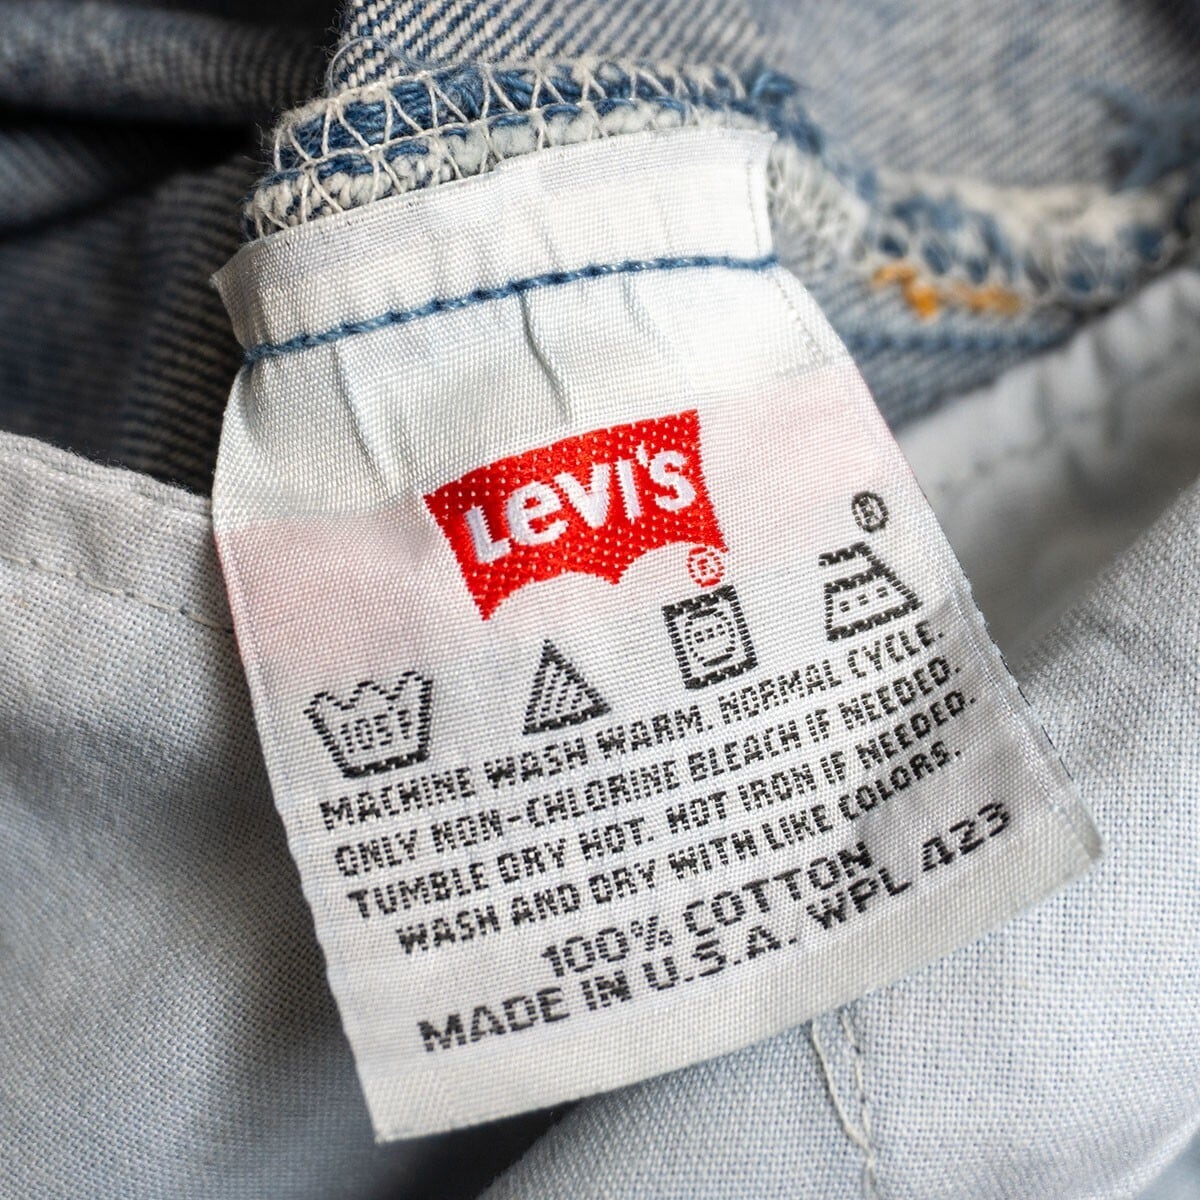 Levi's
®
®
105F
MACHINE WASH WARM. NORMAL CYCLE.
ONLY NON-CHLORINE BLEACH IF NEEDED.
TUMBLE DRY HOT. HOT IRON IF NEEDED.
WASH AND DRY WITH LIKE COLORS.
100% COTTON
MADE IN U.S.A. WPL 423